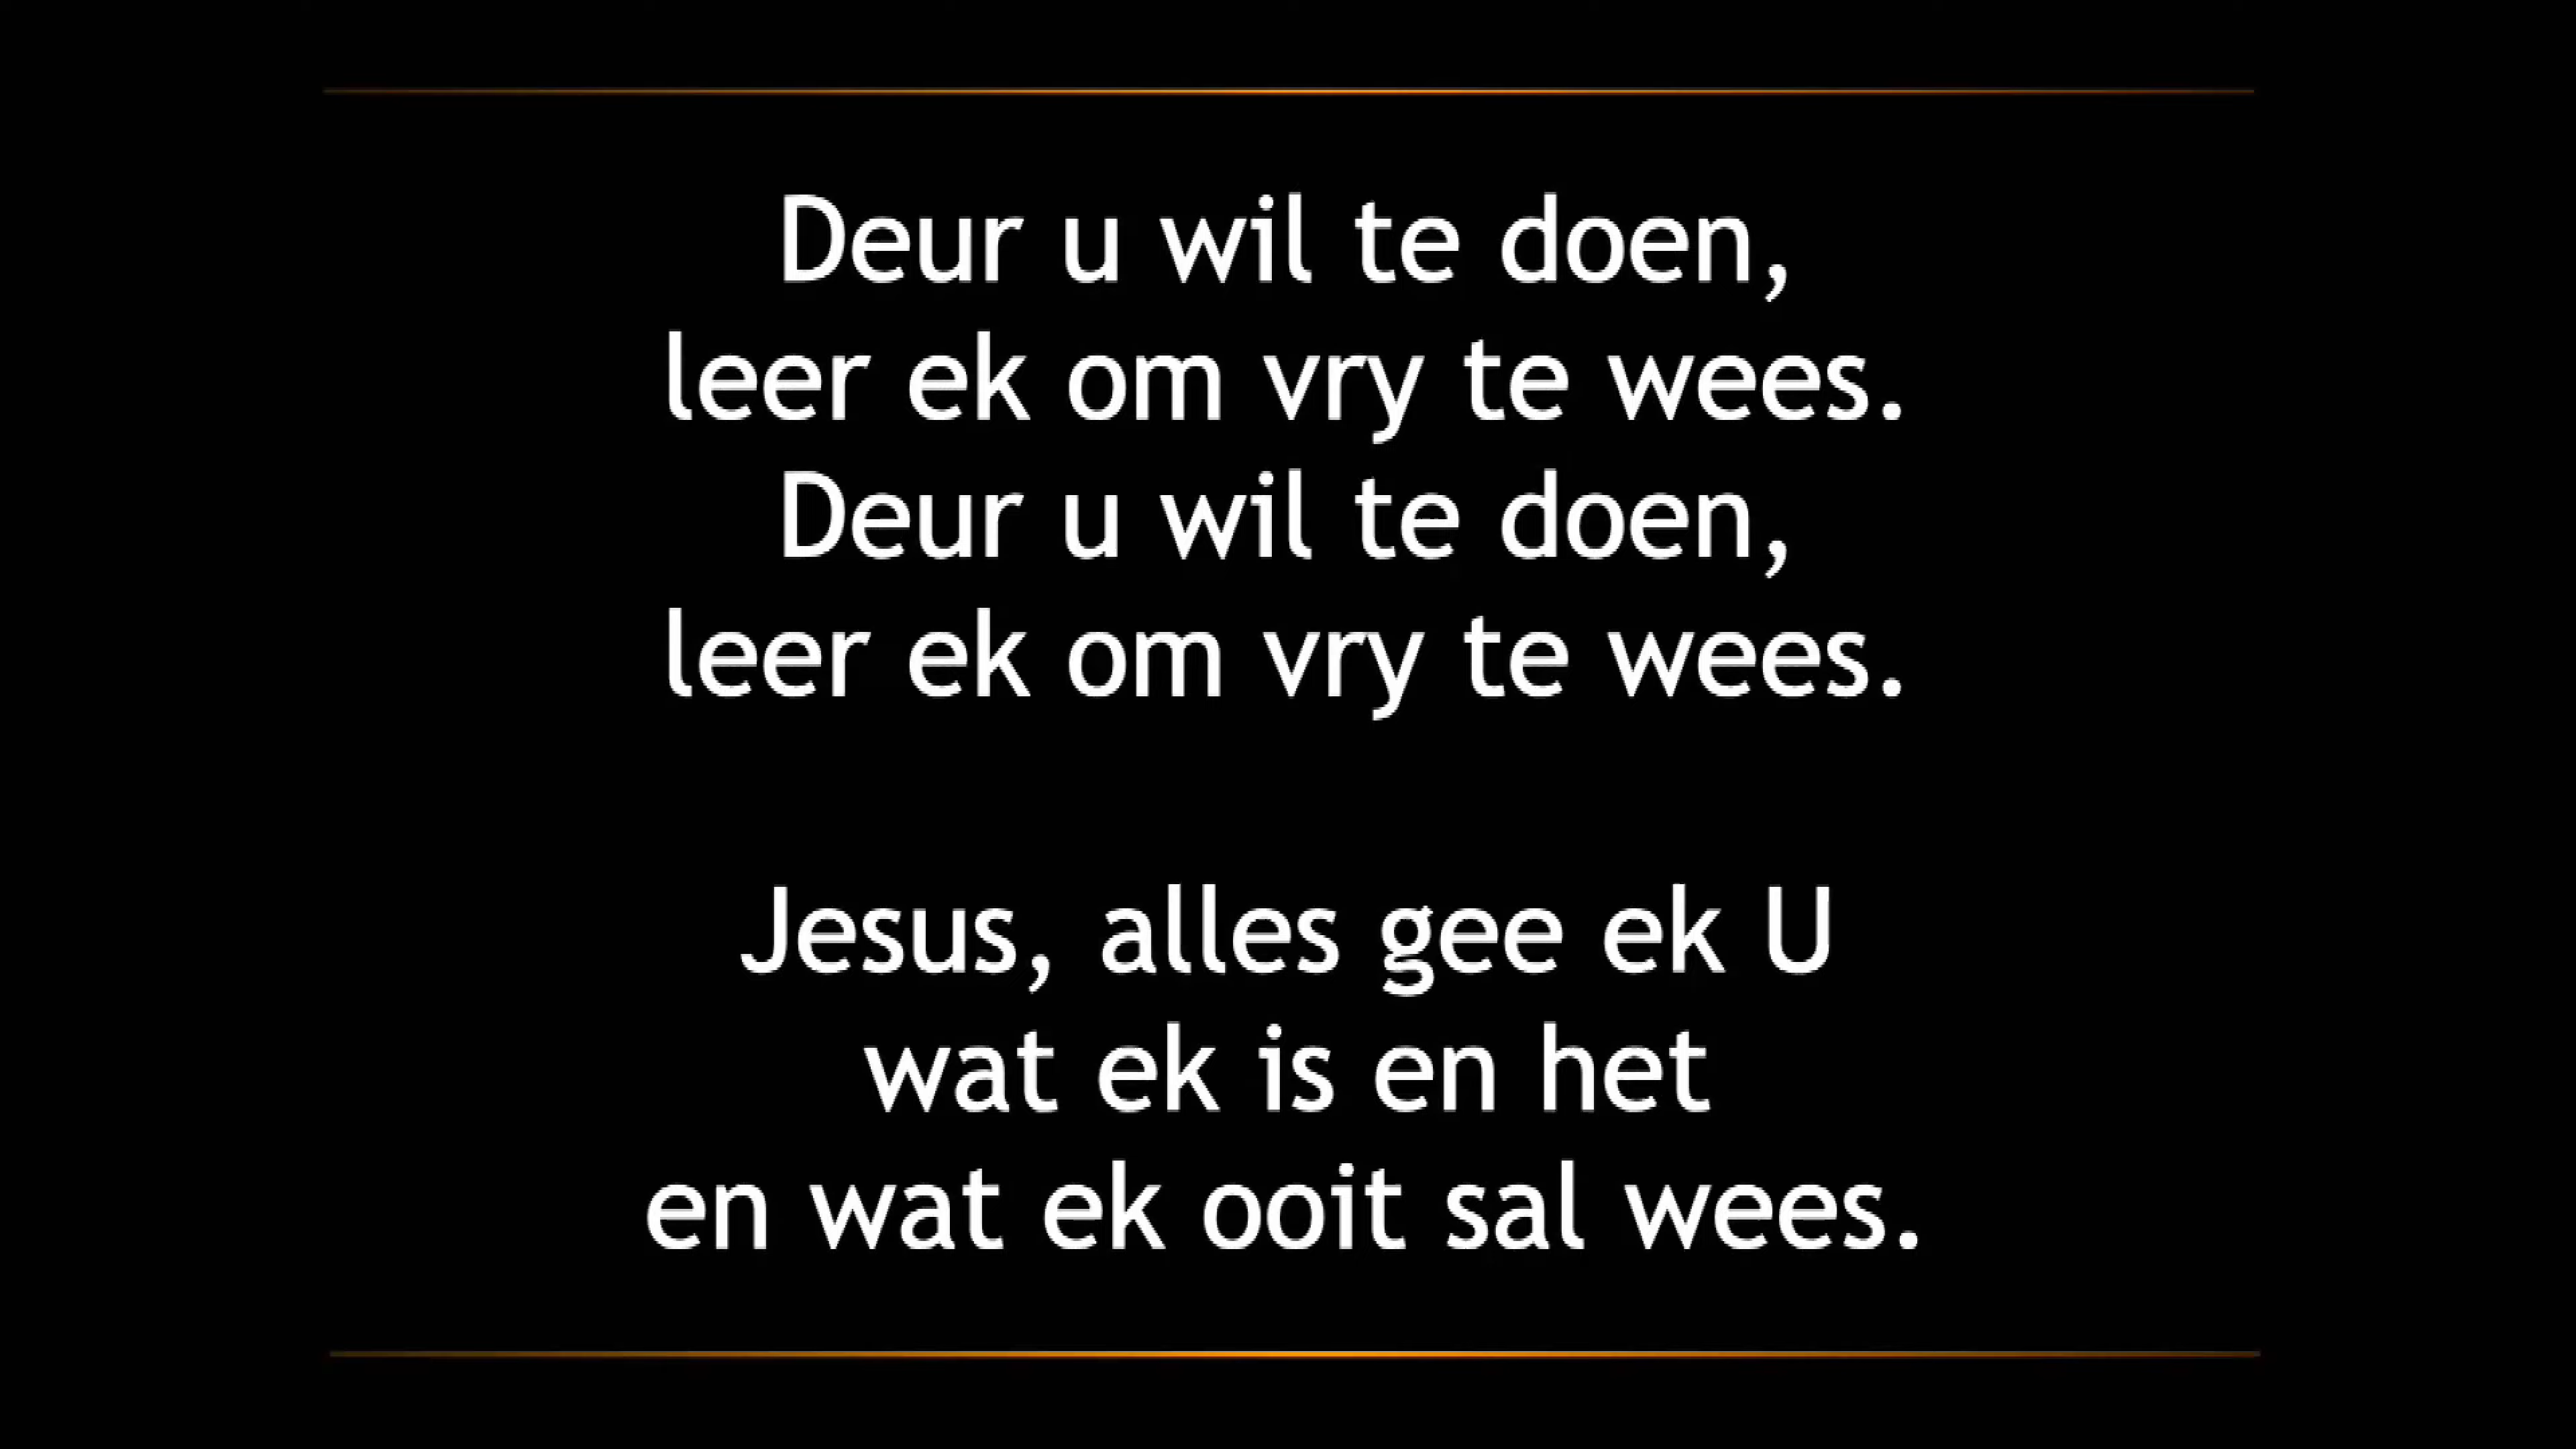 Deur u wil te doen,
leer ek om vry te wees.
Deur u wil te doen,
leer ek om vry te wees.
Jesus, alles gee ek U
wat ek is en het
en wat ek ooit sal wees.